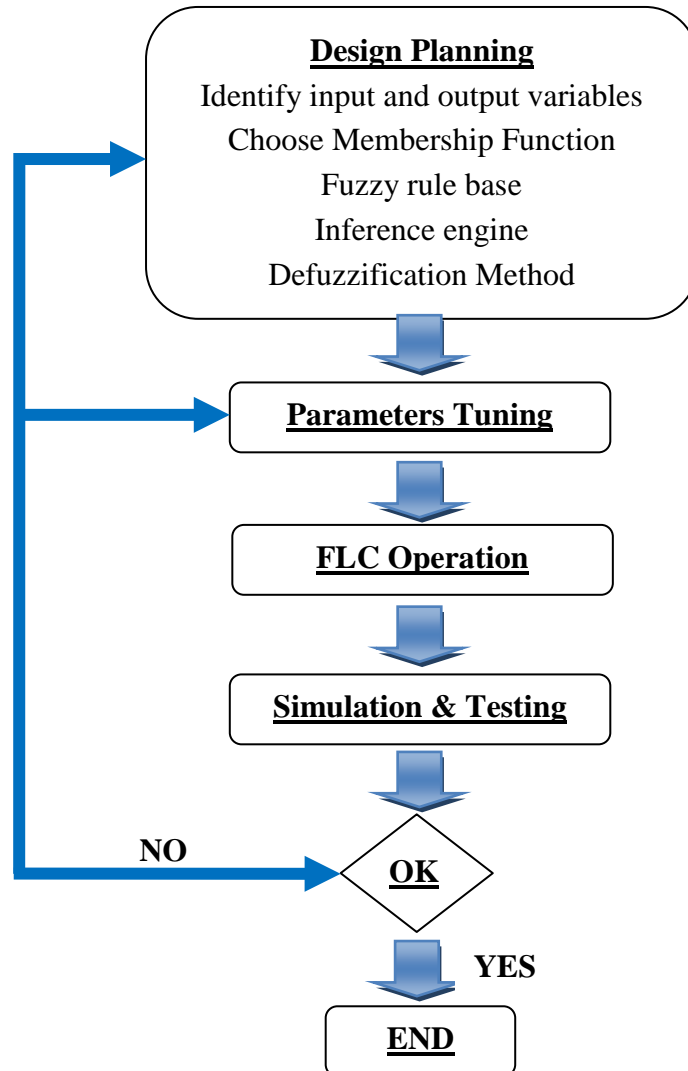 Design Planning
Identify input and output variables
Choose Membership Function
Fuzzy rule base
Inference engine
Defuzzification Method
Parameters Tuning
FLC Operation
Simulation & Testing
NO
OK
YES
END